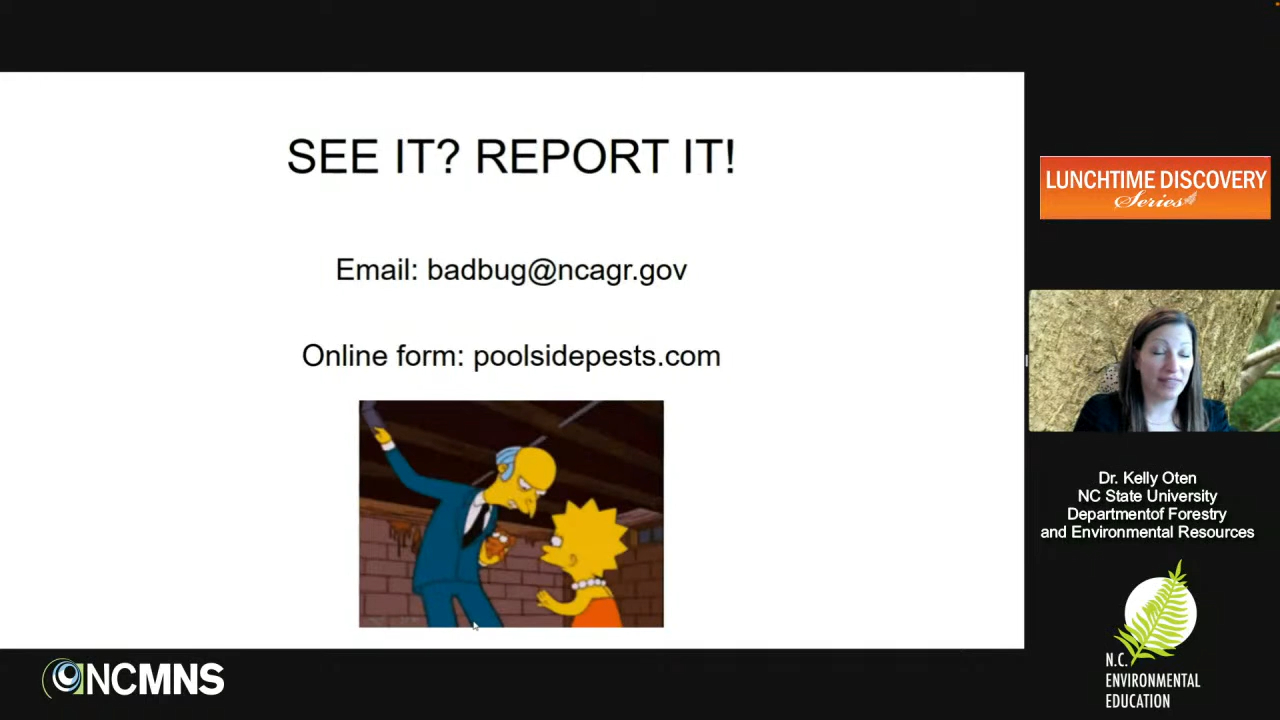 SEE IT? REPORT IT!
Email: badbug@ncagr.gov
Online form: poolsidepests.com
LUNCHTIME DISCOVERY
Series
Dr. Kelly Oten
NC State University
Departmentof Forestry
and Environmental Resources
NCMNS
N.C.
ENVIRONMENTAL
EDUCATION